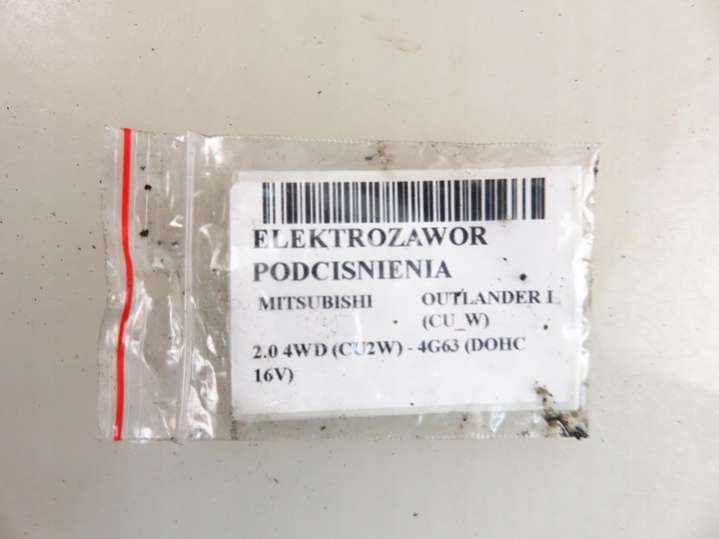 ELEKTROZAWOR
PODCISNIENIA
MITSUBISHI OUTLANDER I
(CU_W)
2.0 4WD (CU2W) - 4G63 (DOHC
16V)